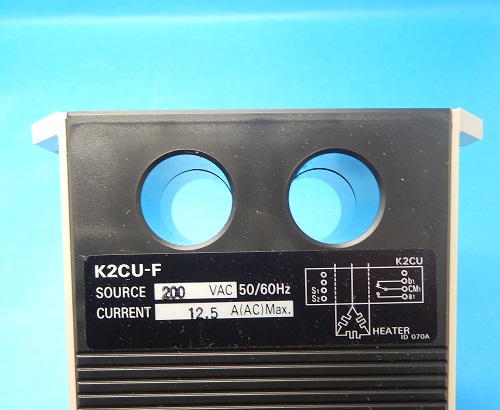 K2CU-F
SOURCE 200 VAC 50/60Hz
CURRENT 12.5 A(AC)Max.
K2CU
S1
S2
b1
CM1
a1
HEATER
ID 070A